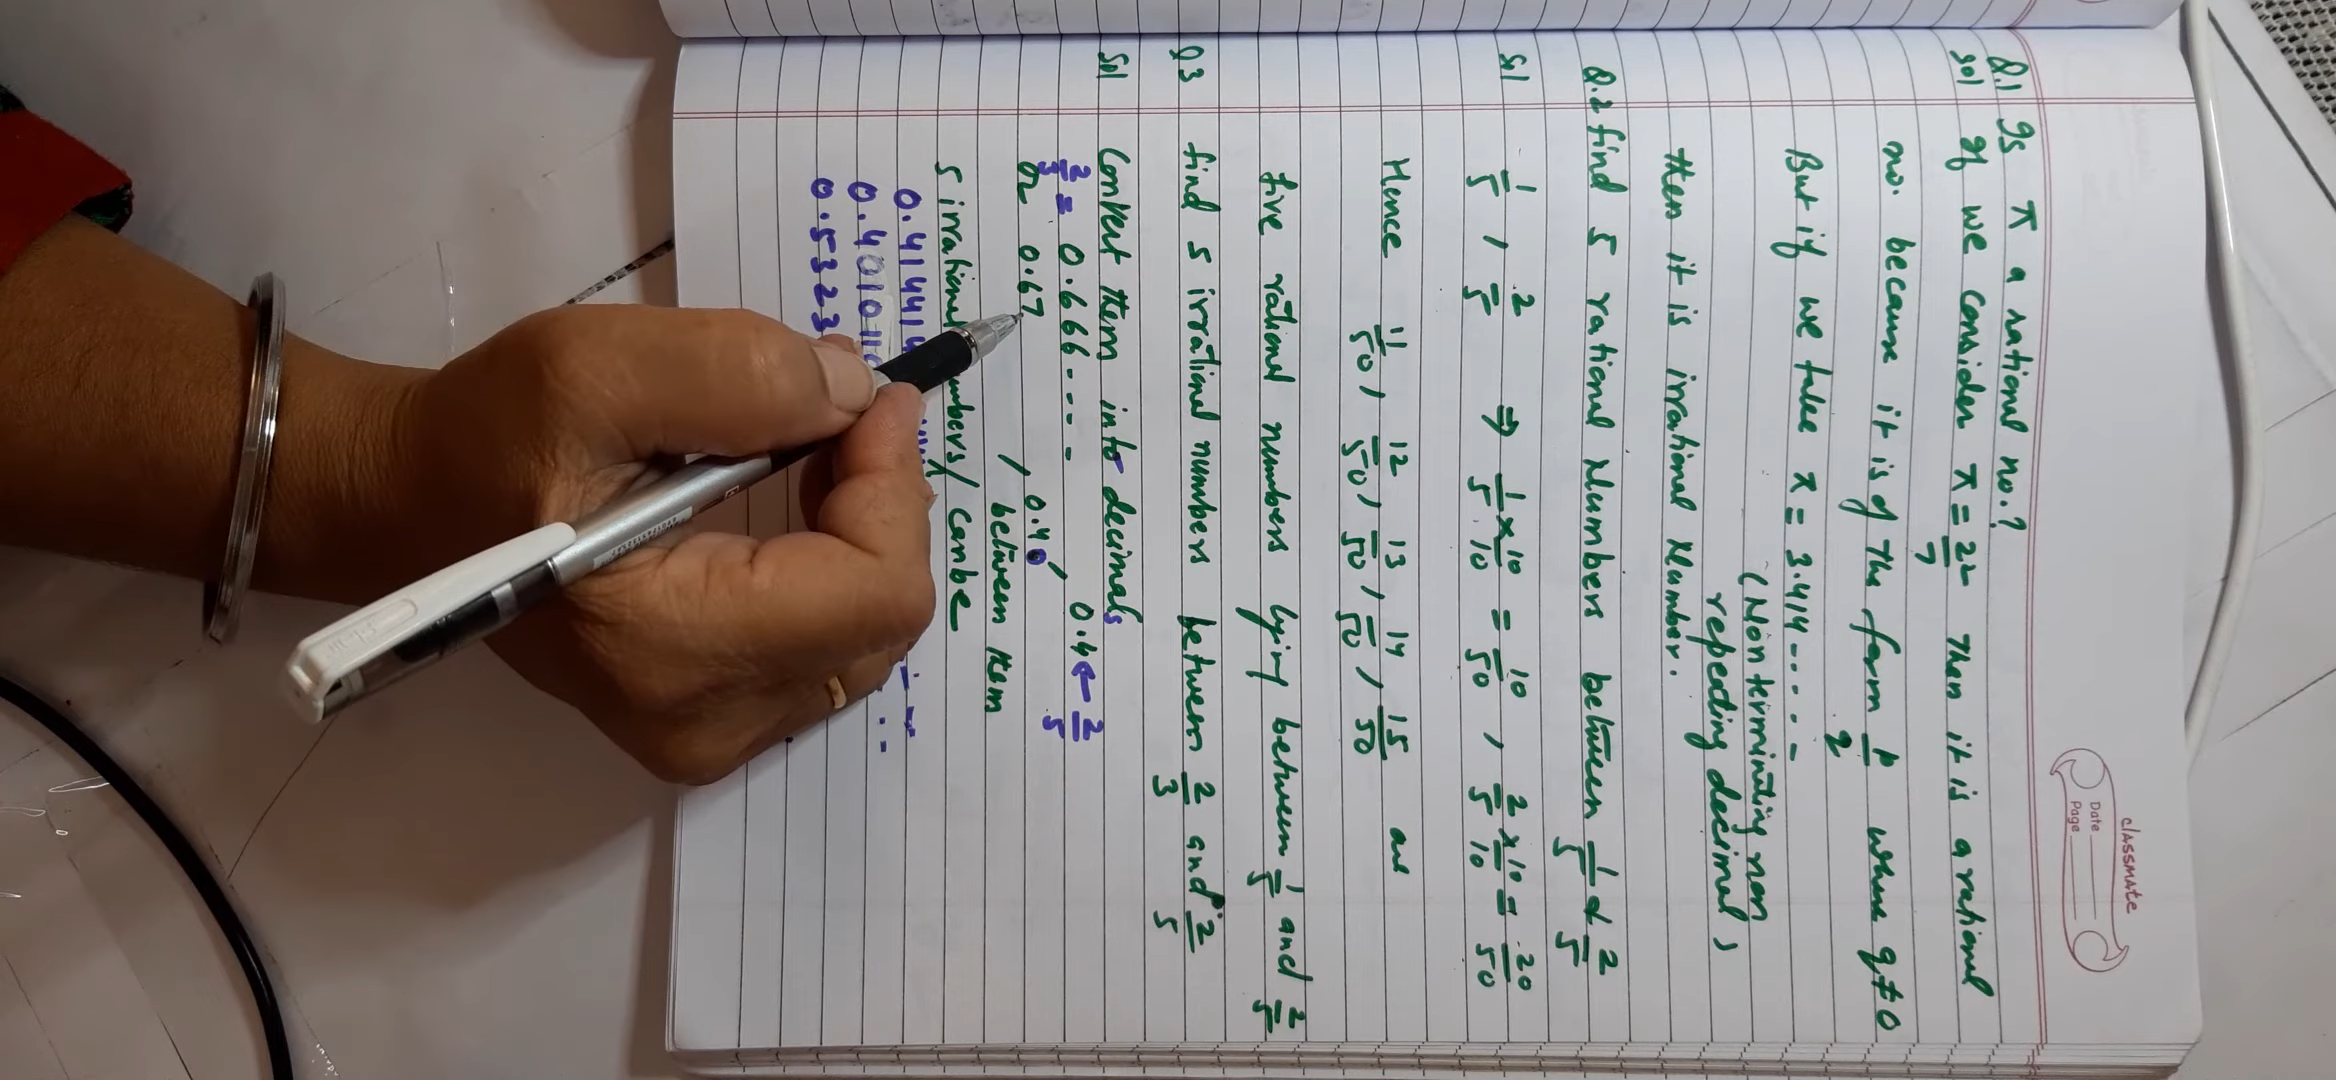 classmate
Date
Page
Q.1 Is π a rational no.?
Sol If we consider π = 22/7 Then it is a rational
no. because it is of the form p/q where q≠0
But if we take π = 3.414-----
(Non terminating non
repeating decimal)
then it is irrational Number.
Q.2 find 5 rational Numbers between 1/5 & 2/5
Sol 1/5 , 2/5 ⇒ 1/5 × 10/10 = 10/50 , 2/5 × 10/10 = 20/50
Hence 11/50, 12/50, 13/50, 14/50, 15/50 are
five rational numbers lying between 1/5 and 2/5
Q3 find 5 irrational numbers between 2/3 and 2/5
Sol Convert them into decimals
2/3 = 0.666---- , 0.4 ← 2/5
or 0.67 , 0.40
between them
5 irrational numbers / can be
0.414414
0.4010110
0.5323